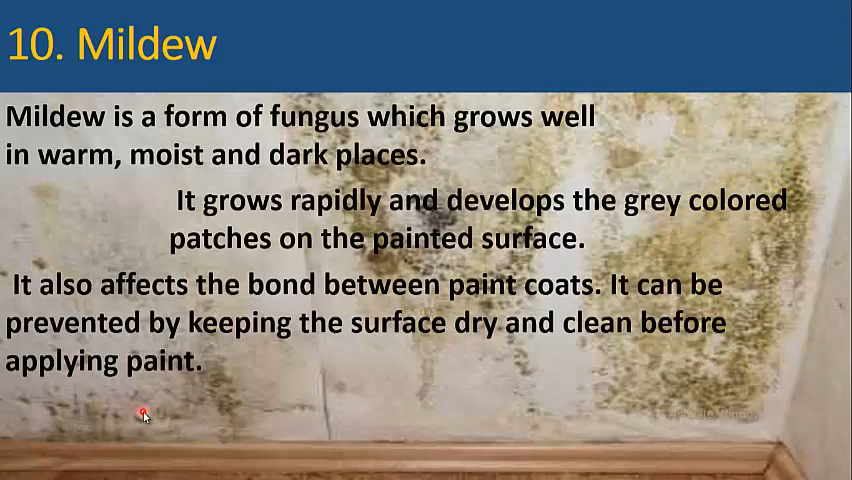 10. Mildew
Mildew is a form of fungus which grows well
in warm, moist and dark places.
It grows rapidly and develops the grey colored
patches on the painted surface.
It also affects the bond between paint coats. It can be
prevented by keeping the surface dry and clean before
applying paint.
Activate Windows